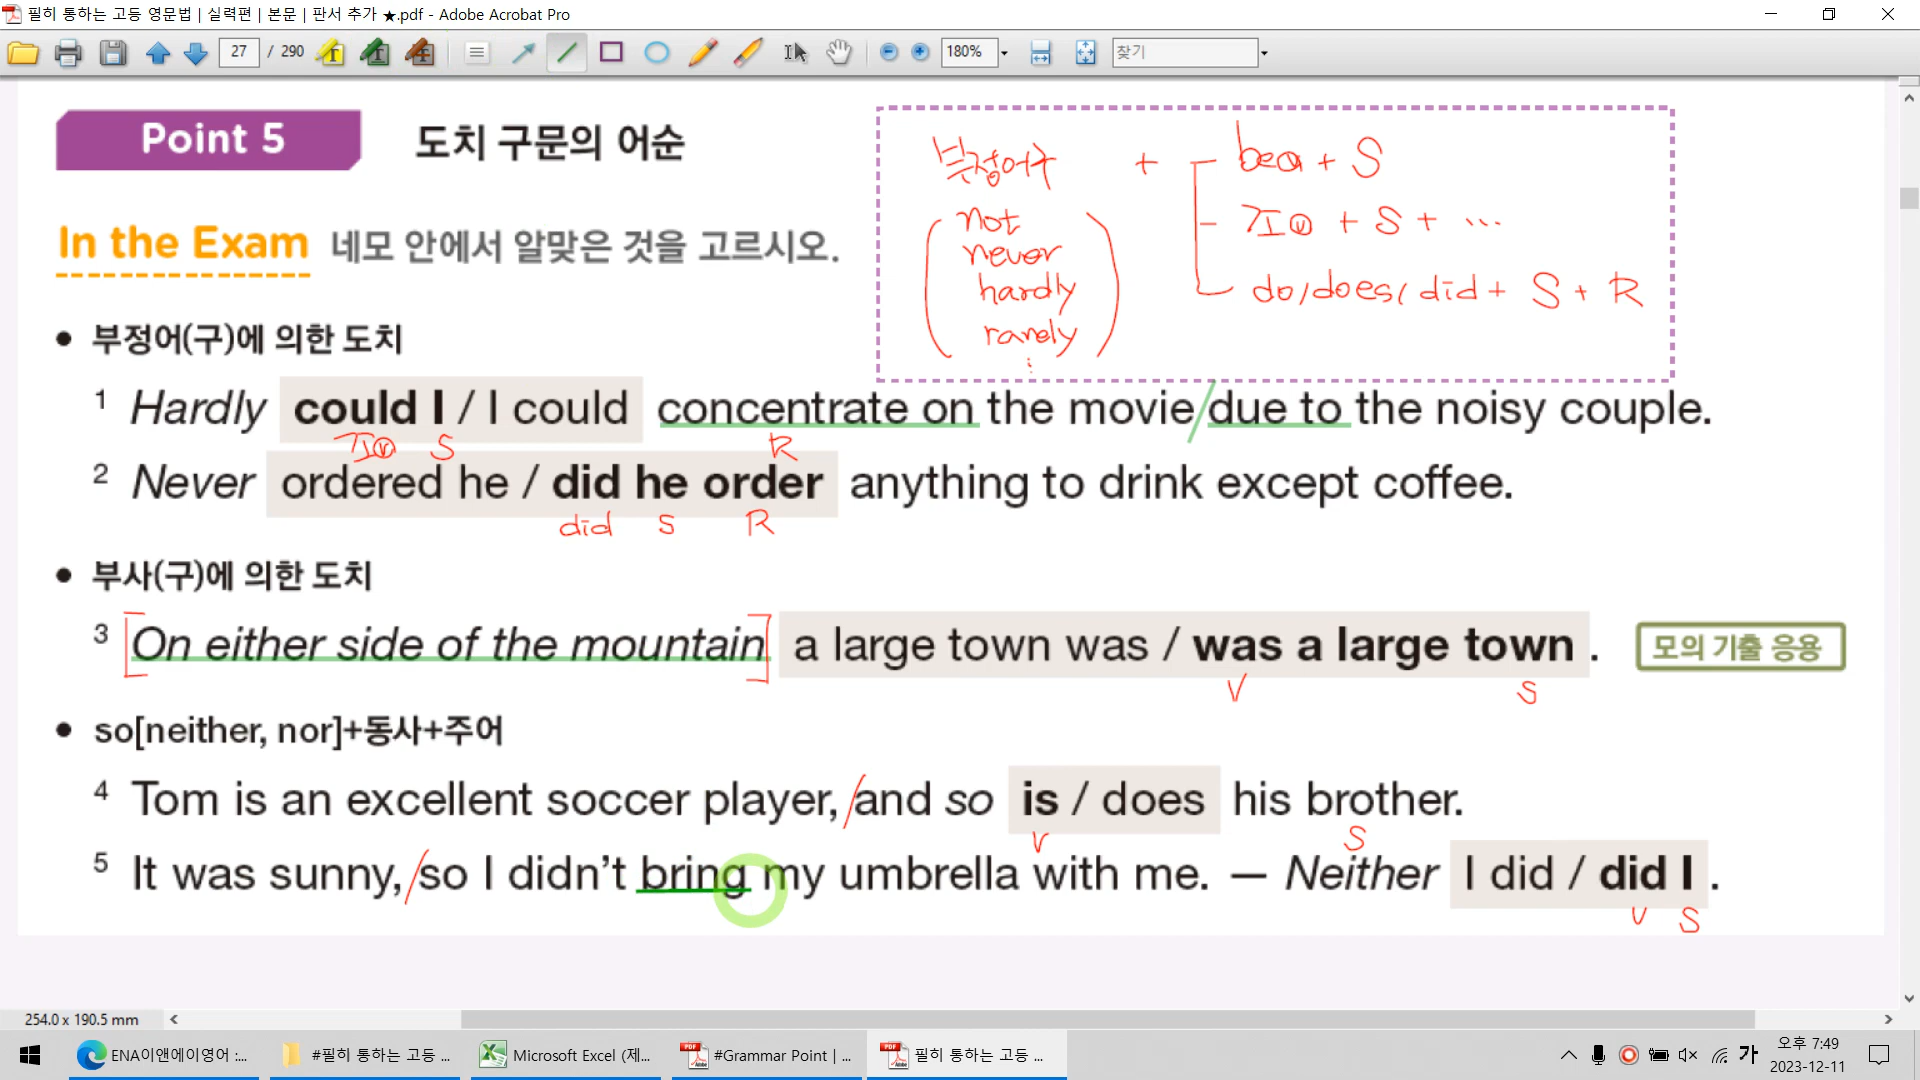 필히 통하는 고등 영문법 | 실력편 | 본문 | 판서 추가 ★.pdf - Adobe Acrobat Pro
27 / 290
180%
찾기
Point 5 도치 구문의 어순
In the Exam 네모 안에서 알맞은 것을 고르시오.
부정어구 + be + S
not
never
hardly
rarely
⋮
조ⓥ + S + ...
do/does/did + S + R
• 부정어(구)에 의한 도치
1 Hardly could I / I could concentrate on the movie/due to the noisy couple.
조ⓥ S R
2 Never ordered he / did he order anything to drink except coffee.
did S R
• 부사(구)에 의한 도치
3 [On either side of the mountain] a large town was / was a large town . 모의 기출 응용
V S
• so[neither, nor]+동사+주어
4 Tom is an excellent soccer player, /and so is / does his brother.
V S
5 It was sunny, /so I didn't bring my umbrella with me. — Neither I did / did I .
V S
254.0 x 190.5 mm
ENA이앤에이영어 :...
#필히 통하는 고등 ...
Microsoft Excel (제...
#Grammar Point | ...
필히 통하는 고등 ...
가
오후 7:49
2023-12-11